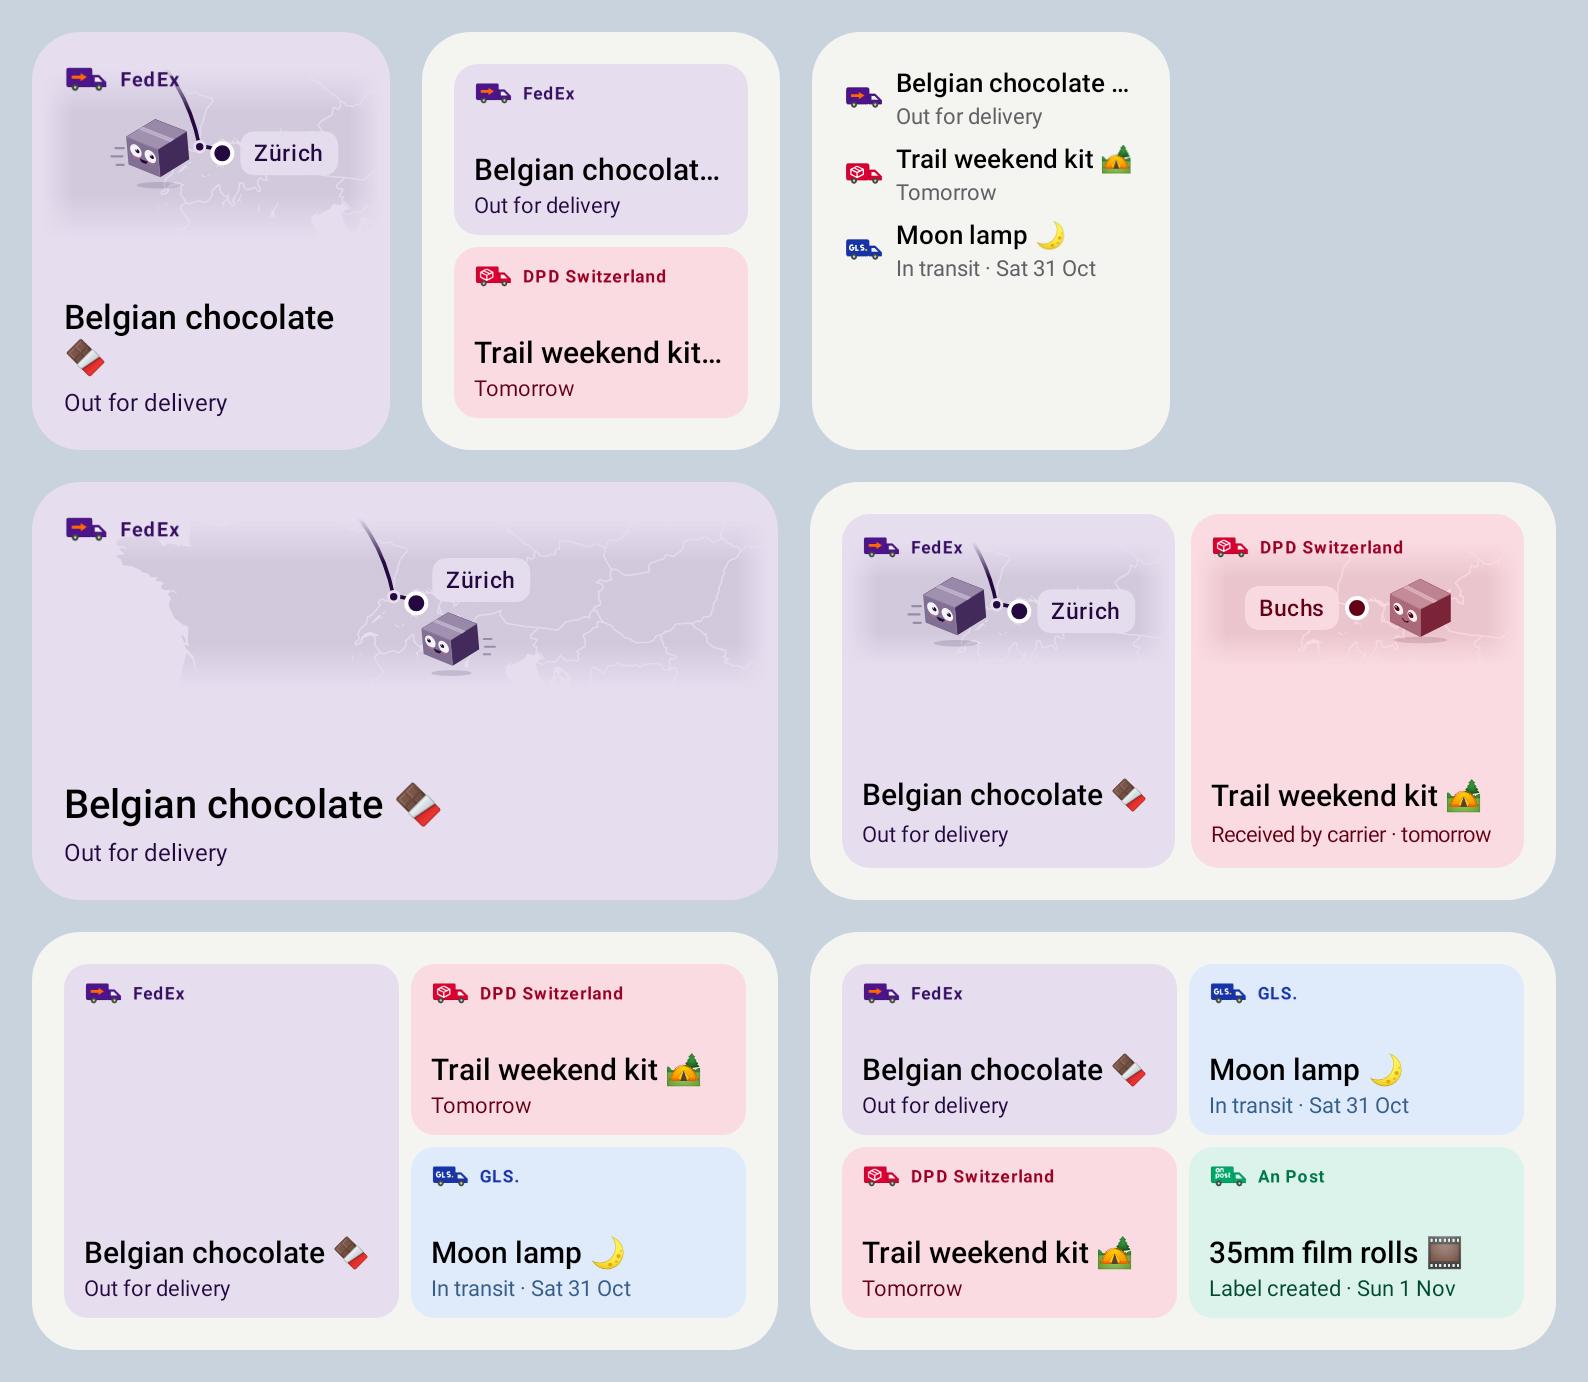 FedEx
Zürich
Belgian chocolate
🍫
Out for delivery
FedEx
Belgian chocolat...
Out for delivery
DPD Switzerland
Trail weekend kit...
Tomorrow
Belgian chocolate ...
Out for delivery
Trail weekend kit 🏕️
Tomorrow
GLS.
Moon lamp 🌙
In transit · Sat 31 Oct
FedEx
Zürich
Belgian chocolate 🍫
Out for delivery
FedEx
Zürich
Belgian chocolate 🍫
Out for delivery
DPD Switzerland
Buchs
Trail weekend kit 🏕️
Received by carrier · tomorrow
FedEx
Belgian chocolate 🍫
Out for delivery
DPD Switzerland
Trail weekend kit 🏕️
Tomorrow
GLS.
GLS.
Moon lamp 🌙
In transit · Sat 31 Oct
FedEx
Belgian chocolate 🍫
Out for delivery
GLS.
GLS.
Moon lamp 🌙
In transit · Sat 31 Oct
DPD Switzerland
Trail weekend kit 🏕️
Tomorrow
an
post
An Post
35mm film rolls 🎞️
Label created · Sun 1 Nov